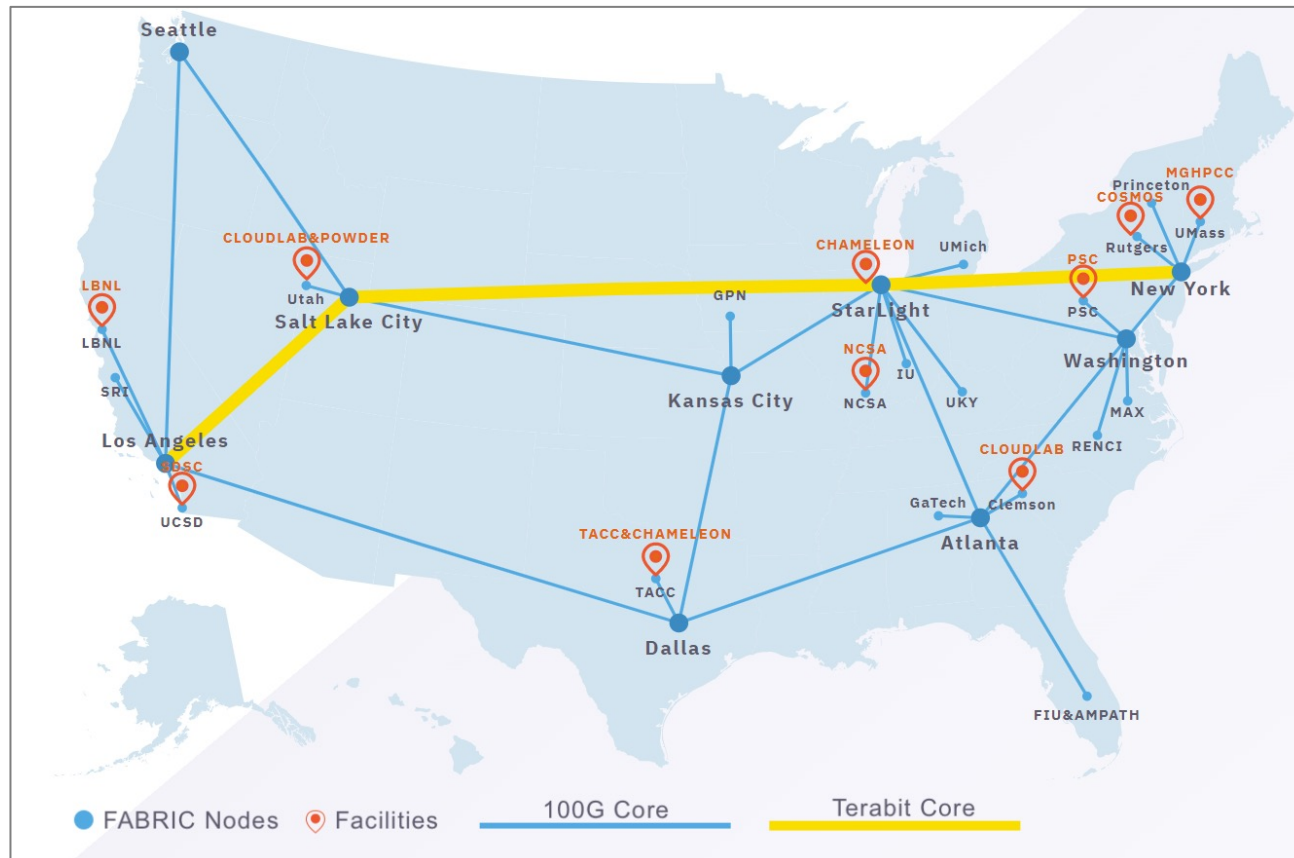 Seattle
MGHPCC
Princeton
COSMOS
UMass
Rutgers
CLOUDLAB&POWDER
CHAMELEON
UMich
PSC
New York
LBNL
Utah
GPN
StarLight
PSC
Salt Lake City
LBNL
NCSA
Washington
IU
SRI
Kansas City
NCSA
UKY
MAX
Los Angeles
RENCI
CLOUDLAB
SDSC
GaTech
Clemson
UCSD
Atlanta
TACC&CHAMELEON
TACC
Dallas
FIU&AMPATH
FABRIC Nodes
Facilities
100G Core
Terabit Core